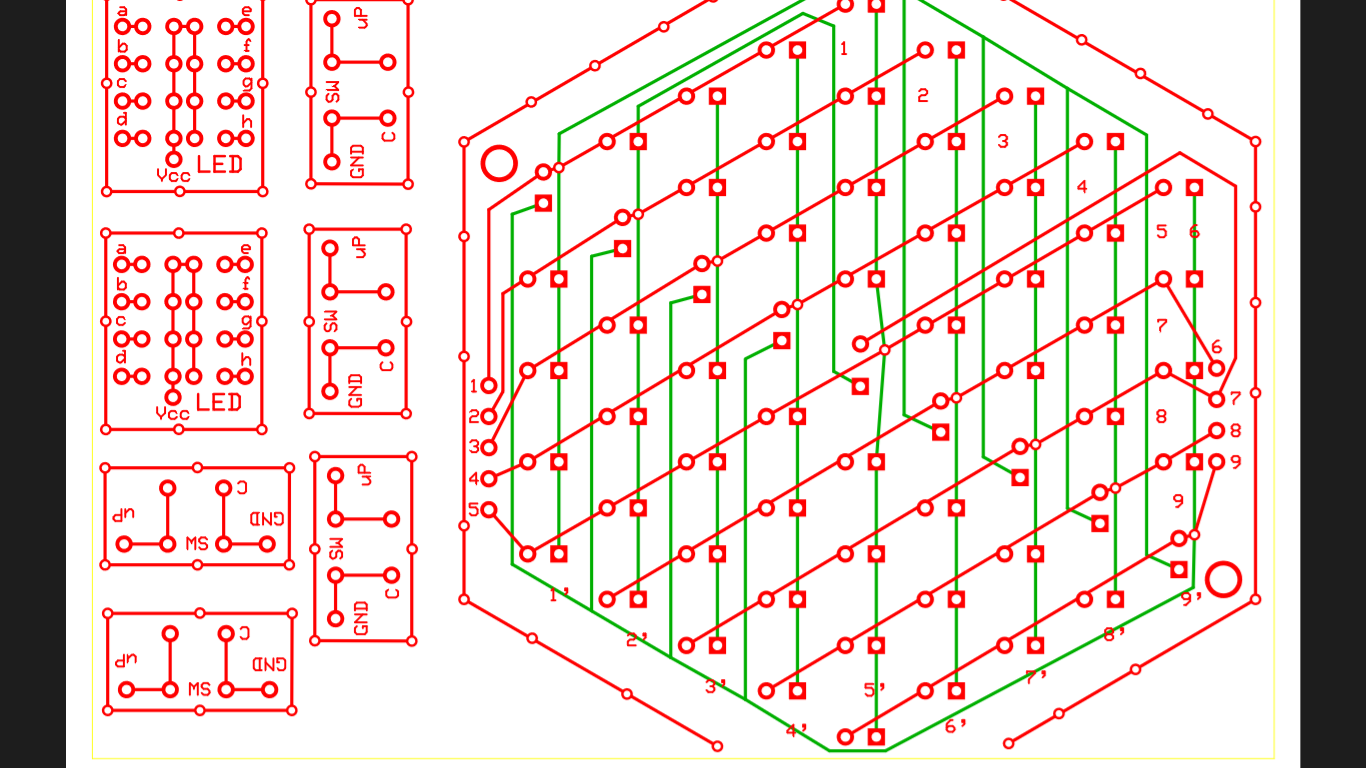 a e
b f
c g
d h
Vcc LED
uP
SW
C
GND
a e
b f
c g
d h
Vcc LED
uP
SW
C
GND
uP
SW
C
GND
uP SW C GND
uP SW C GND
1
2
3
4
5 6
7
8
9
1
2
3
4
5
6
7
8
9
1'
2'
3'
4'
5'
6'
7'
8'
9'